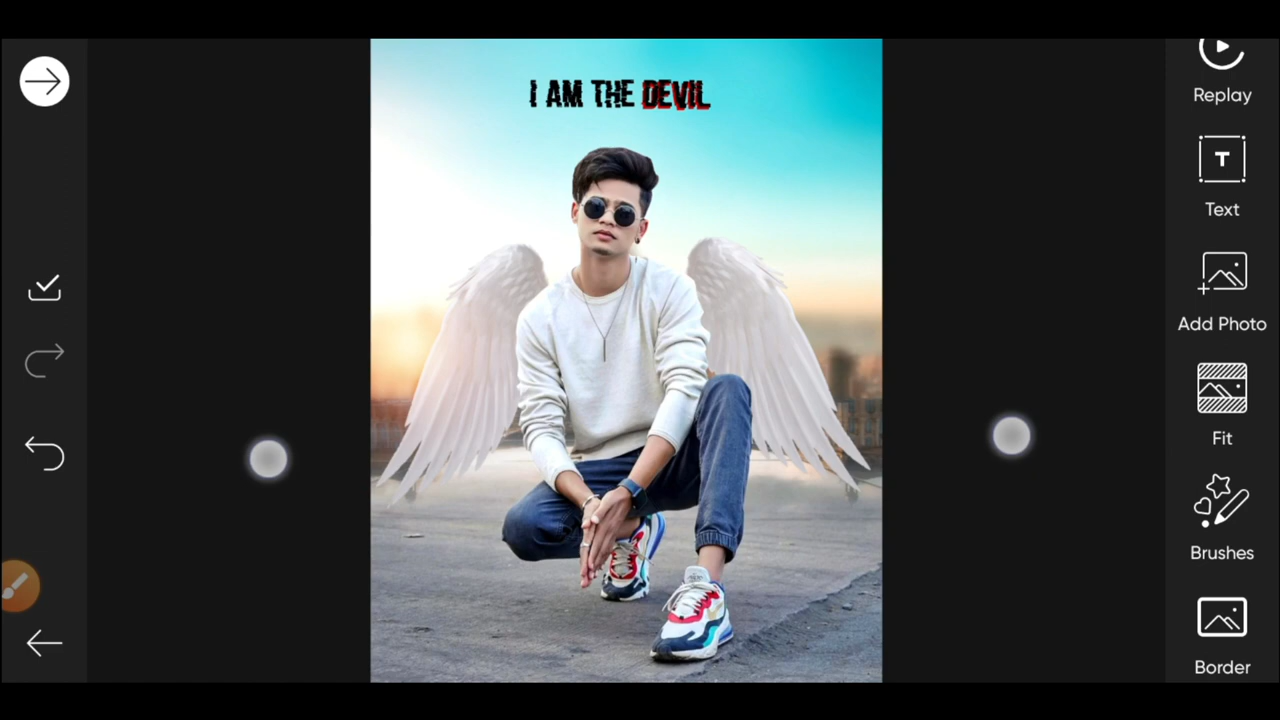 I AM THE DEVIL
Replay
Text
Add Photo
Fit
Brushes
Border